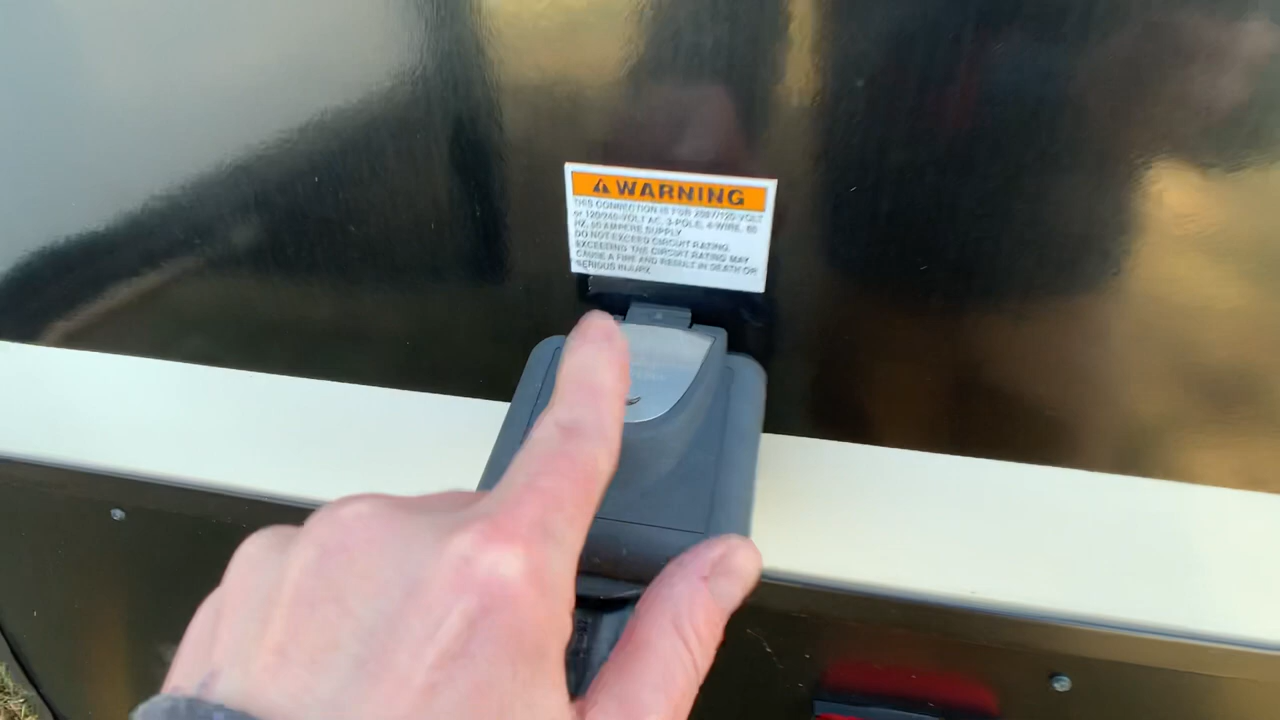 WARNING
THIS CONNECTION IS FOR 208Y/120-VOLT
or 120/240-VOLT AC, 3-POLE, 4-WIRE, 60
HZ, 50 AMPERE SUPPLY
DO NOT EXCEED CIRCUIT RATING.
EXCEEDING THE CIRCUIT RATING MAY
CAUSE A FIRE AND RESULT IN DEATH OR
SERIOUS INJURY.